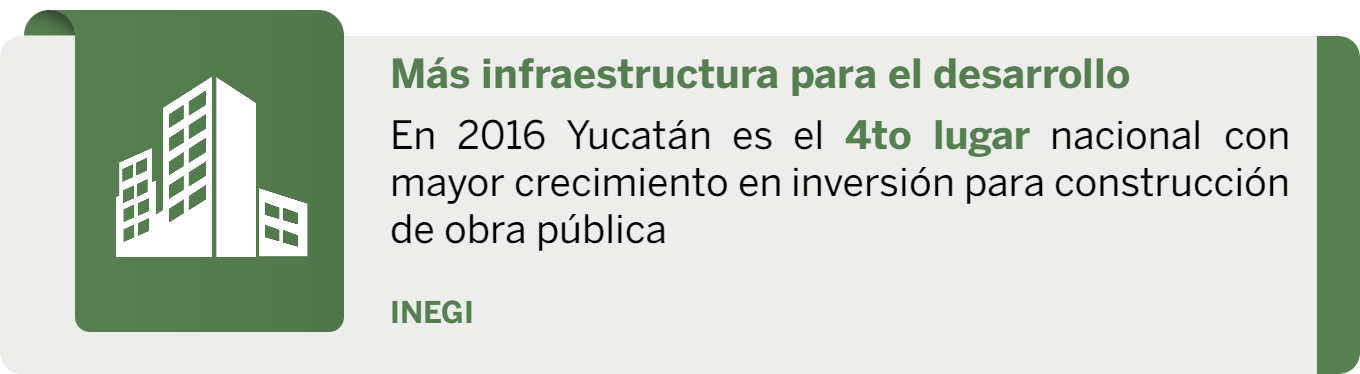 Más infraestructura para el desarrollo
En 2016 Yucatán es el 4to lugar nacional con
mayor crecimiento en inversión para construcción
de obra pública
INEGI